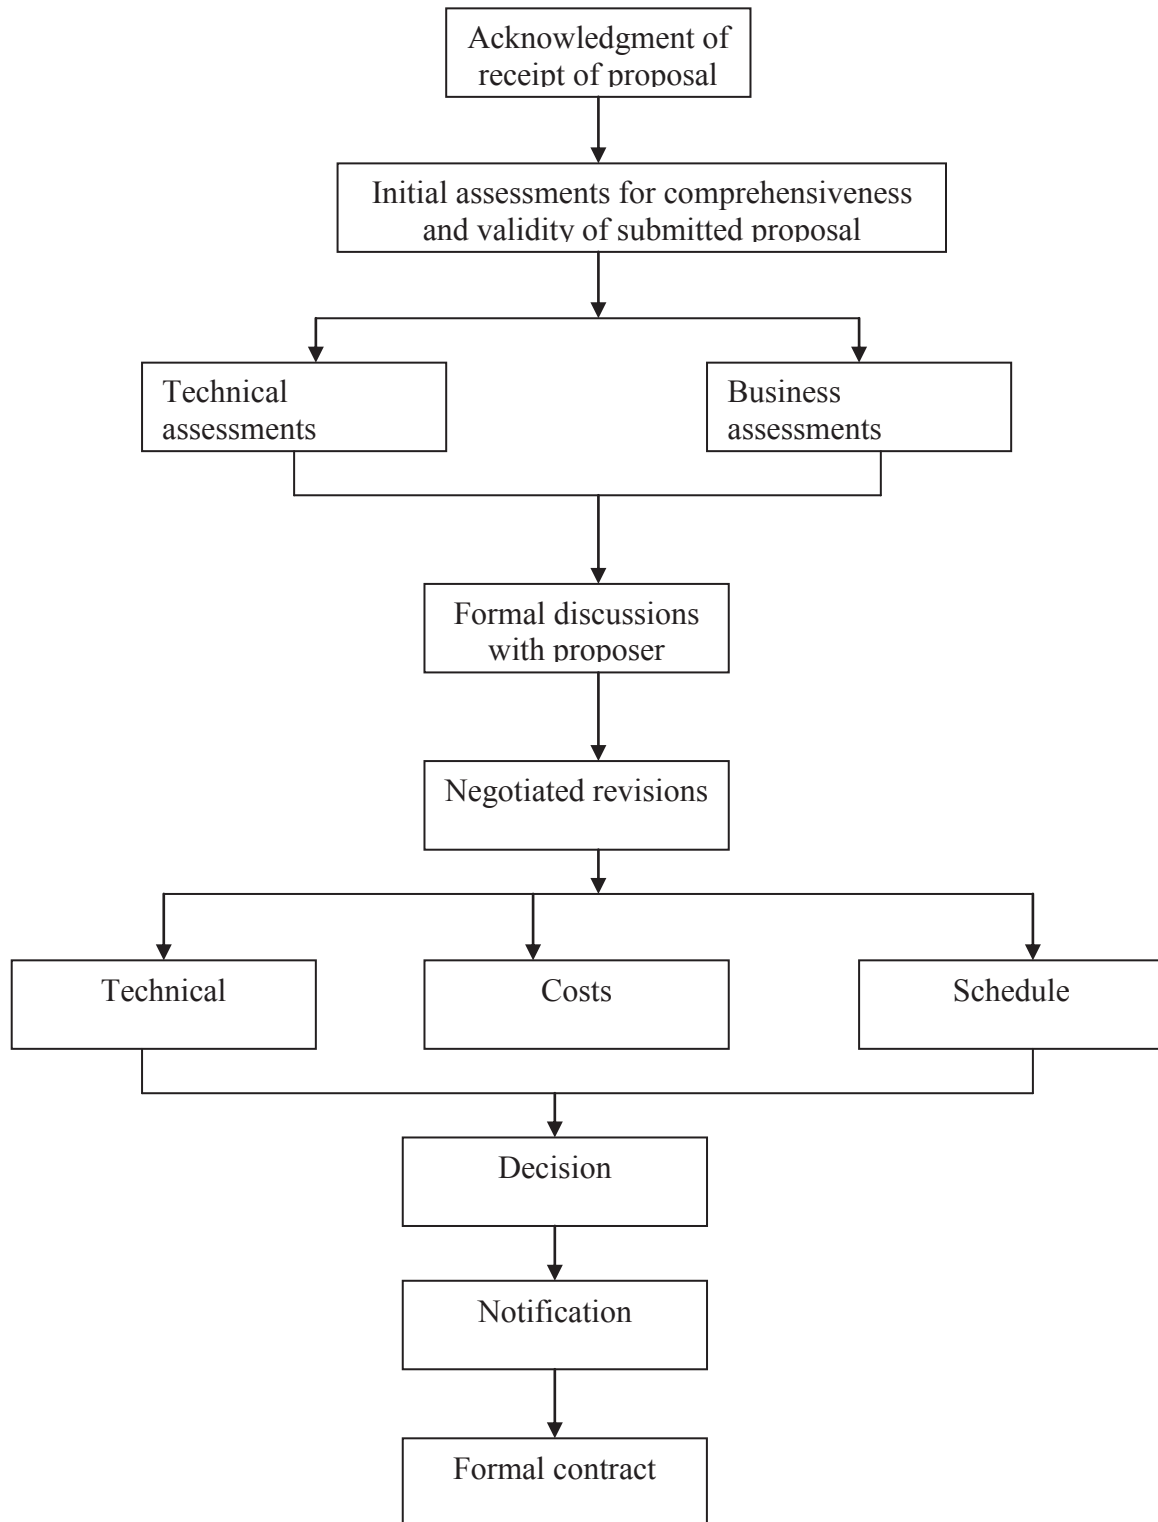 Acknowledgment of
receipt of proposal
Initial assessments for comprehensiveness
and validity of submitted proposal
Technical
assessments
Business
assessments
Formal discussions
with proposer
Negotiated revisions
Technical
Costs
Schedule
Decision
Notification
Formal contract